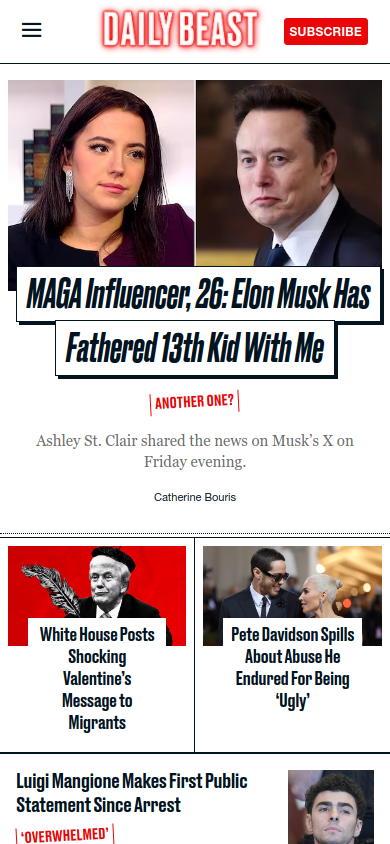 DAILY BEAST
SUBSCRIBE
MAGA Influencer, 26: Elon Musk Has
Fathered 13th Kid With Me
ANOTHER ONE?
Ashley St. Clair shared the news on Musk's X on
Friday evening.
Catherine Bouris
White House Posts
Shocking
Valentine's
Message to
Migrants
Pete Davidson Spills
About Abuse He
Endured For Being
'Ugly'
Luigi Mangione Makes First Public
Statement Since Arrest
'OVERWHELMED'